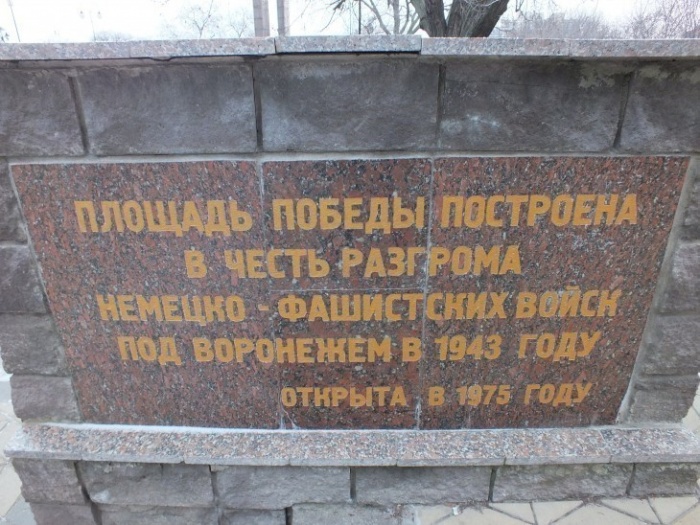 ПЛОЩАДЬ ПОБЕДЫ ПОСТРОЕНА
В ЧЕСТЬ РАЗГРОМА
НЕМЕЦКО - ФАШИСТСКИХ ВОЙСК
ПОД ВОРОНЕЖЕМ В 1943 ГОДУ
ОТКРЫТА В 1975 ГОДУ